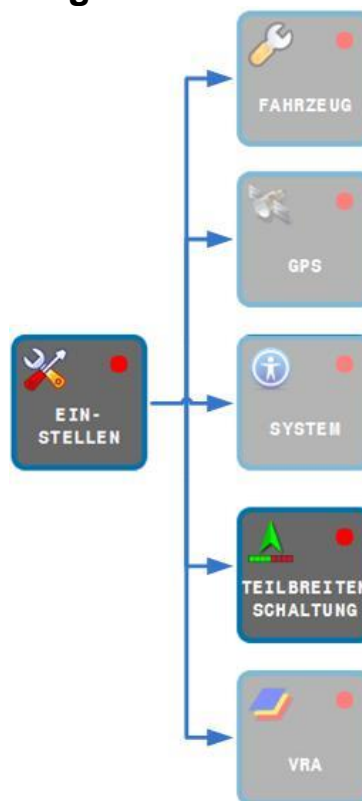 FAHRZEUG
GPS
EIN-
STELLEN
SYSTEM
TEILBREITEN
SCHALTUNG
VRA